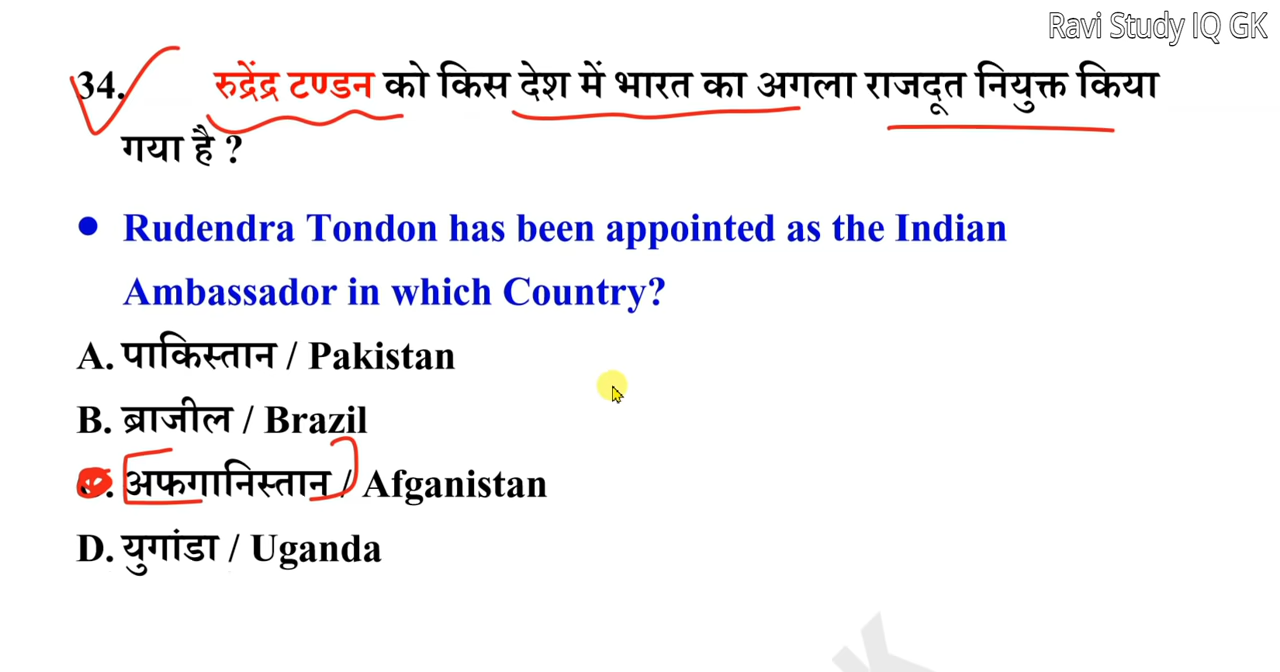 Ravi Study IQ GK
34. रुद्रेंद्र टण्डन को किस देश में भारत का अगला राजदूत नियुक्त किया
गया है ?
• Rudendra Tondon has been appointed as the Indian
Ambassador in which Country?
A. पाकिस्तान / Pakistan
B. ब्राजील / Brazil
अफगानिस्तान / Afganistan
D. युगांडा / Uganda